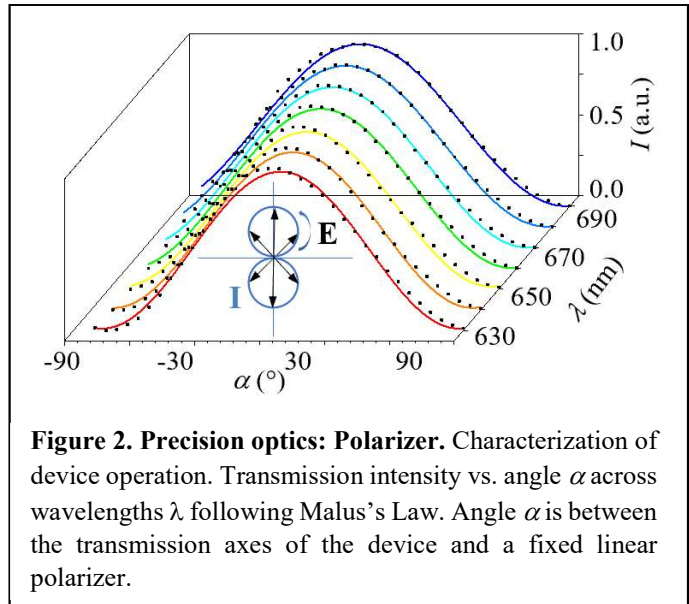 1.0
0.5
0.0
I (a.u.)
690
670
650
630
λ (nm)
E
I
-90 -30 30 90
α (°)
Figure 2. Precision optics: Polarizer. Characterization of
device operation. Transmission intensity vs. angle α across
wavelengths λ following Malus’s Law. Angle α is between
the transmission axes of the device and a fixed linear
polarizer.